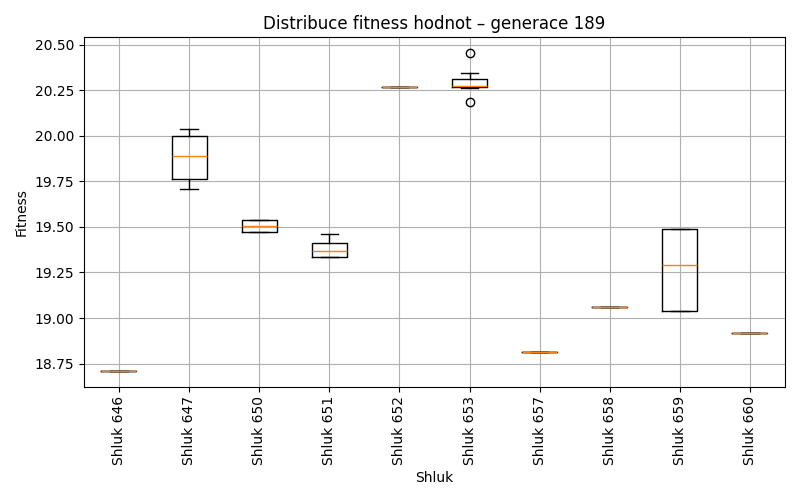 Distribuce fitness hodnot – generace 189
Fitness
20.50
20.25
20.00
19.75
19.50
19.25
19.00
18.75
Shluk 646
Shluk 647
Shluk 650
Shluk 651
Shluk 652
Shluk 653
Shluk 657
Shluk 658
Shluk 659
Shluk 660
Shluk